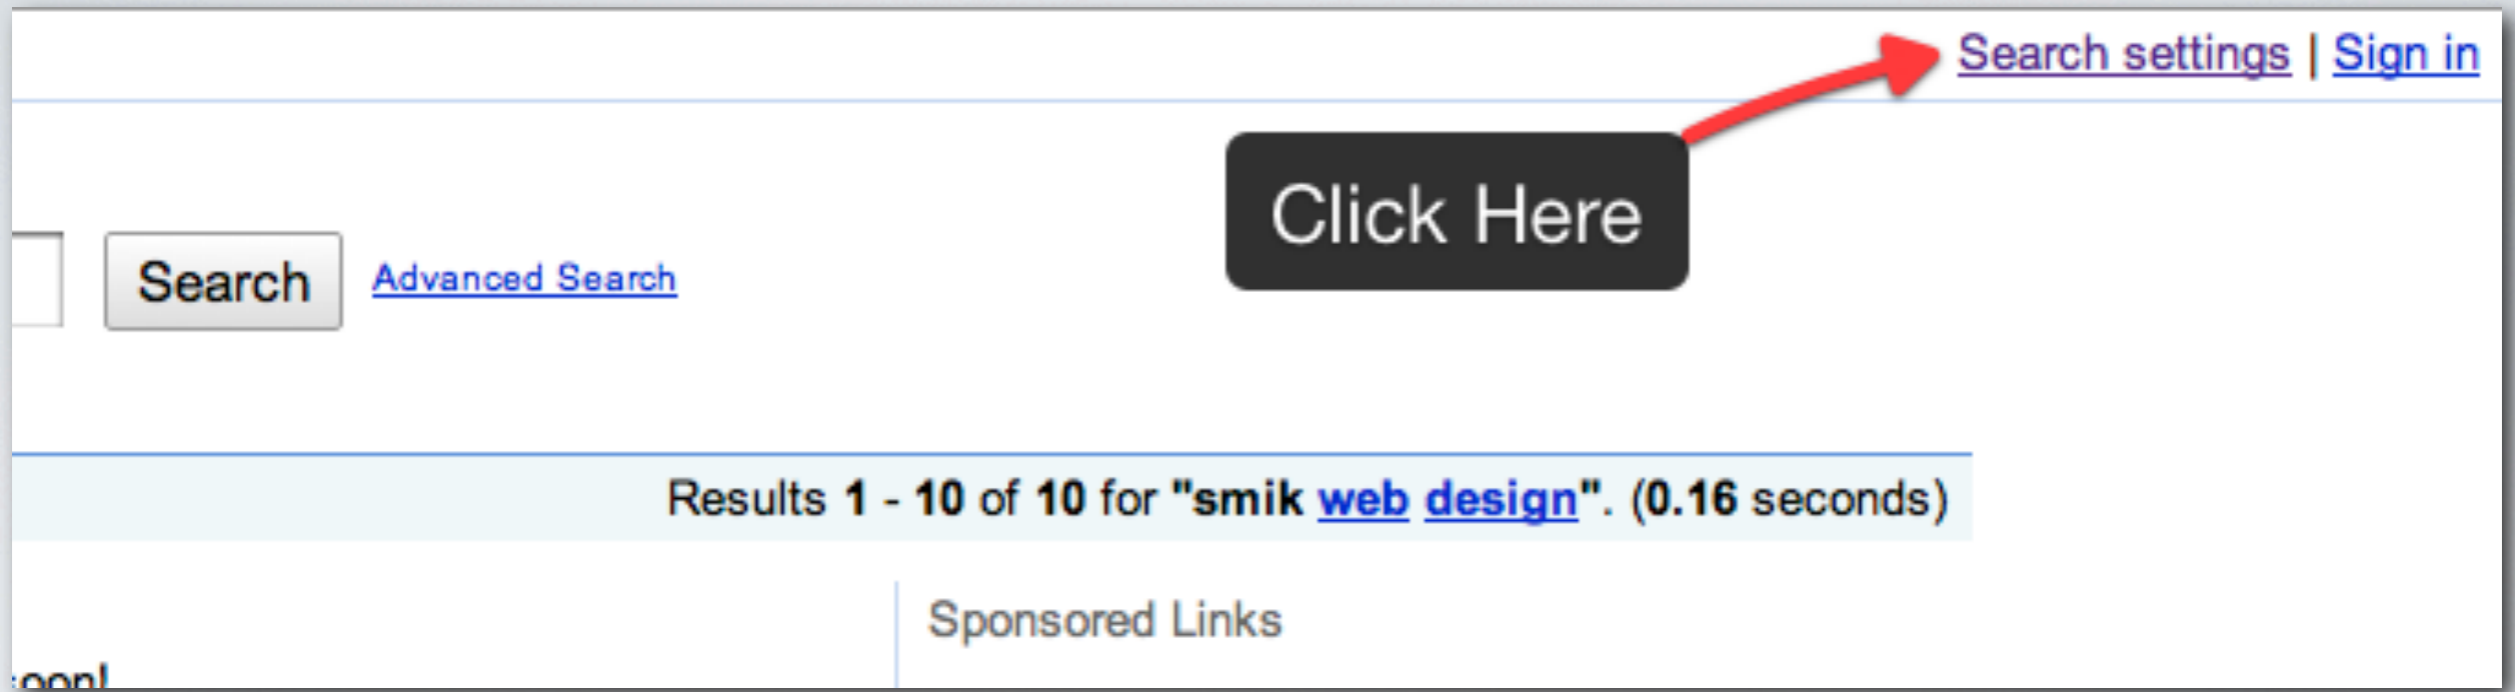 Search settings | Sign in
Click Here
Search Advanced Search
Results 1 - 10 of 10 for "smik web design". (0.16 seconds)
Sponsored Links